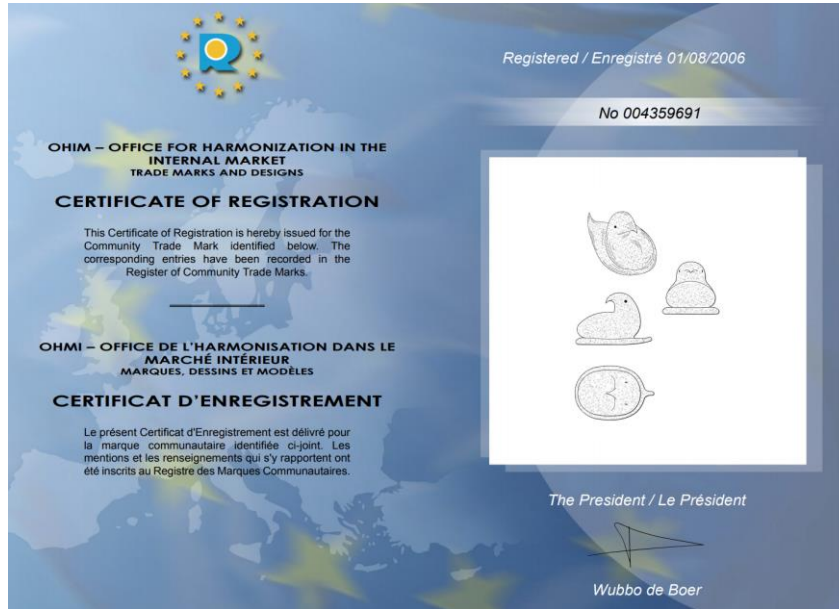 OHIM – OFFICE FOR HARMONIZATION IN THE
INTERNAL MARKET
TRADE MARKS AND DESIGNS
CERTIFICATE OF REGISTRATION
This Certificate of Registration is hereby issued for the
Community Trade Mark identified below. The
corresponding entries have been recorded in the
Register of Community Trade Marks.
OHMI – OFFICE DE L'HARMONISATION DANS LE
MARCHÉ INTÉRIEUR
MARQUES, DESSINS ET MODÈLES
CERTIFICAT D'ENREGISTREMENT
Le présent Certificat d'Enregistrement est délivré pour
la marque communautaire identifiée ci-joint. Les
mentions et les renseignements qui s'y rapportent ont
été inscrits au Registre des Marques Communautaires.
Registered / Enregistré 01/08/2006
No 004359691
The President / Le Président
Wubbo de Boer